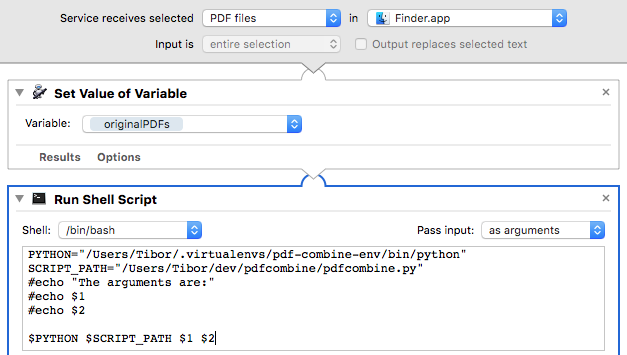 Service receives selected PDF files in Finder.app
Input is entire selection Output replaces selected text
Set Value of Variable
Variable: originalPDFs
Results Options
Run Shell Script
Shell: /bin/bash Pass input: as arguments
PYTHON="/Users/Tibor/.virtualenvs/pdf-combine-env/bin/python"
SCRIPT_PATH="/Users/Tibor/dev/pdfcombine/pdfcombine.py"
#echo "The arguments are:"
#echo $1
#echo $2
$PYTHON $SCRIPT_PATH $1 $2